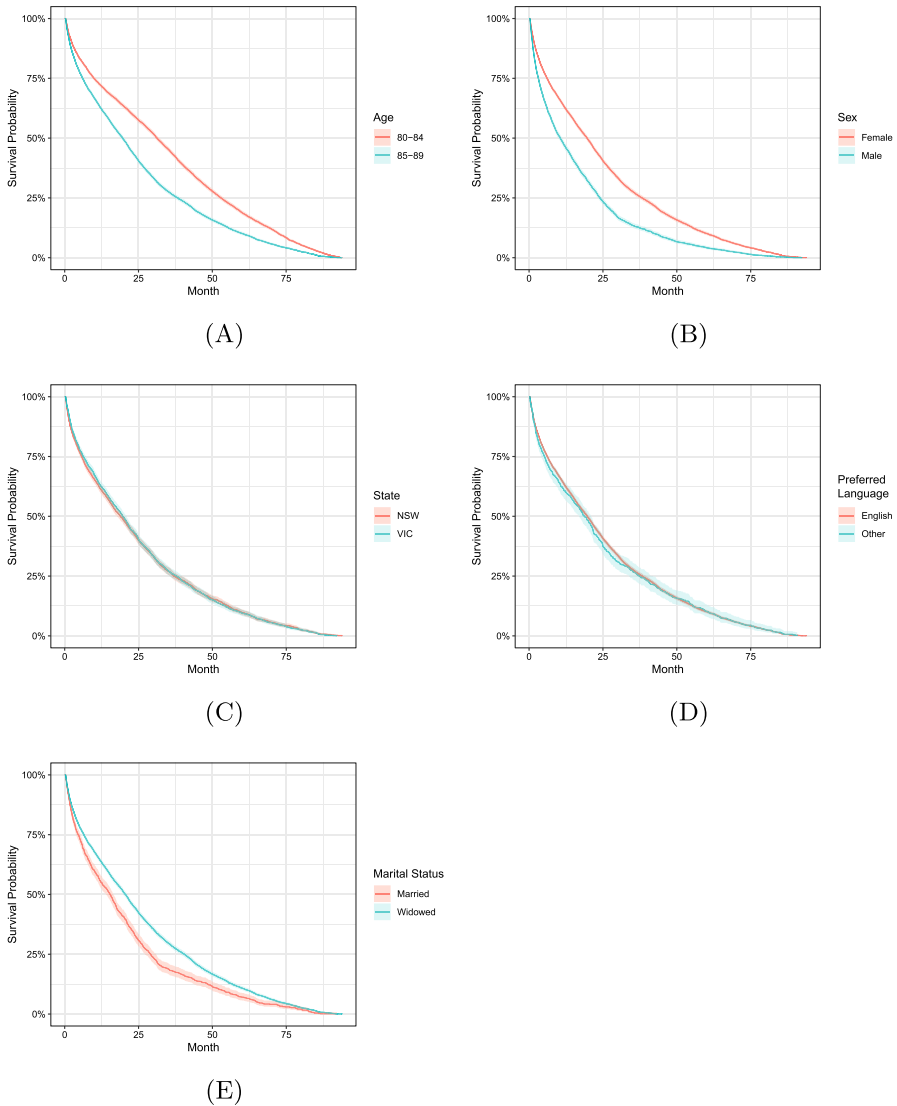 100%
75%
50%
25%
0%
Survival Probability
0 25 50 75
Month
Age
80−84
85−89
(A)
100%
75%
50%
25%
0%
Survival Probability
0 25 50 75
Month
Sex
Female
Male
(B)
100%
75%
50%
25%
0%
Survival Probability
0 25 50 75
Month
State
NSW
VIC
(C)
100%
75%
50%
25%
0%
Survival Probability
0 25 50 75
Month
Preferred
Language
English
Other
(D)
100%
75%
50%
25%
0%
Survival Probability
0 25 50 75
Month
Marital Status
Married
Widowed
(E)